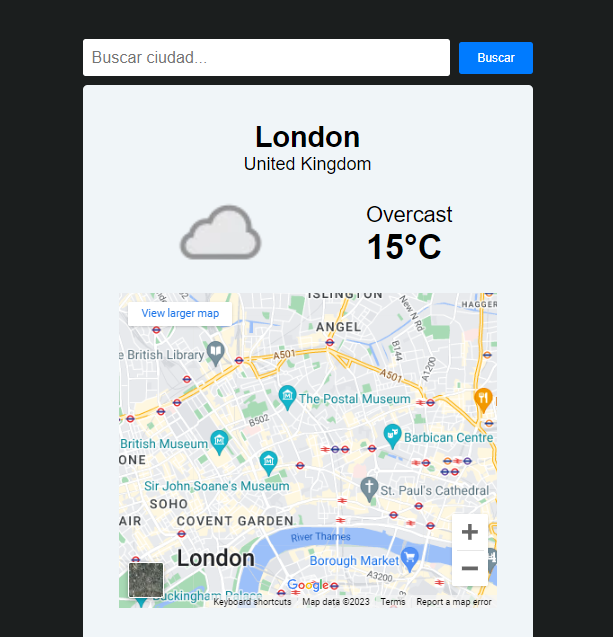 Buscar ciudad...
Buscar
London
United Kingdom
Overcast
15°C
ISLINGTON
View larger map
HAGGER
New N Rd
ANGEL
B144
e British Library
A501
A1200
A501
The Postal Museum
B502
British Museum
Barbican Centre
ONE
Sir John Soane's Museum
St. Paul's Cathedral
SOHO
AIR
COVENT GARDEN
River Thames
London
Borough Market
A3200
Google
Buckingham Palace
Keyboard shortcuts
Map data ©2023
Terms
Report a map error